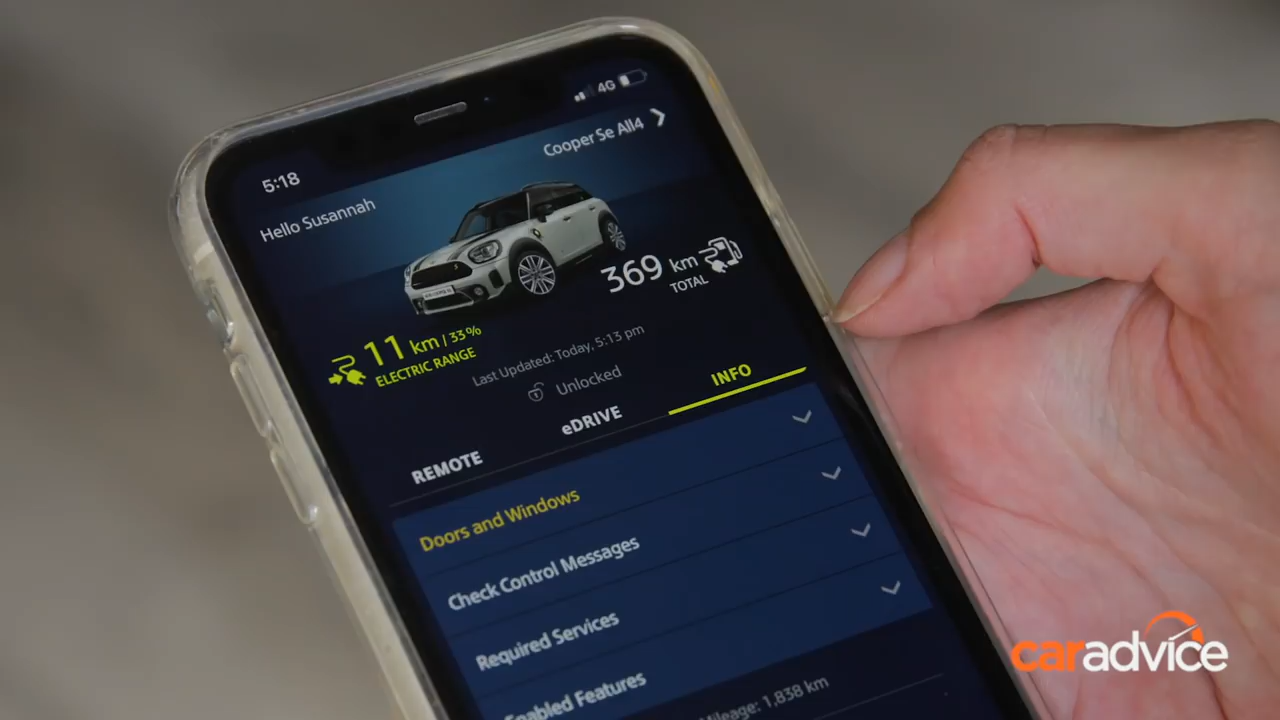 5:18
4G
Hello Susannah
Cooper Se All4
369 km
TOTAL
11 km / 33 %
ELECTRIC RANGE
Last Updated: Today, 5:13 pm
Unlocked
REMOTE
eDRIVE
INFO
Doors and Windows
Check Control Messages
Required Services
Enabled Features
Mileage: 1,838 km
caradvice